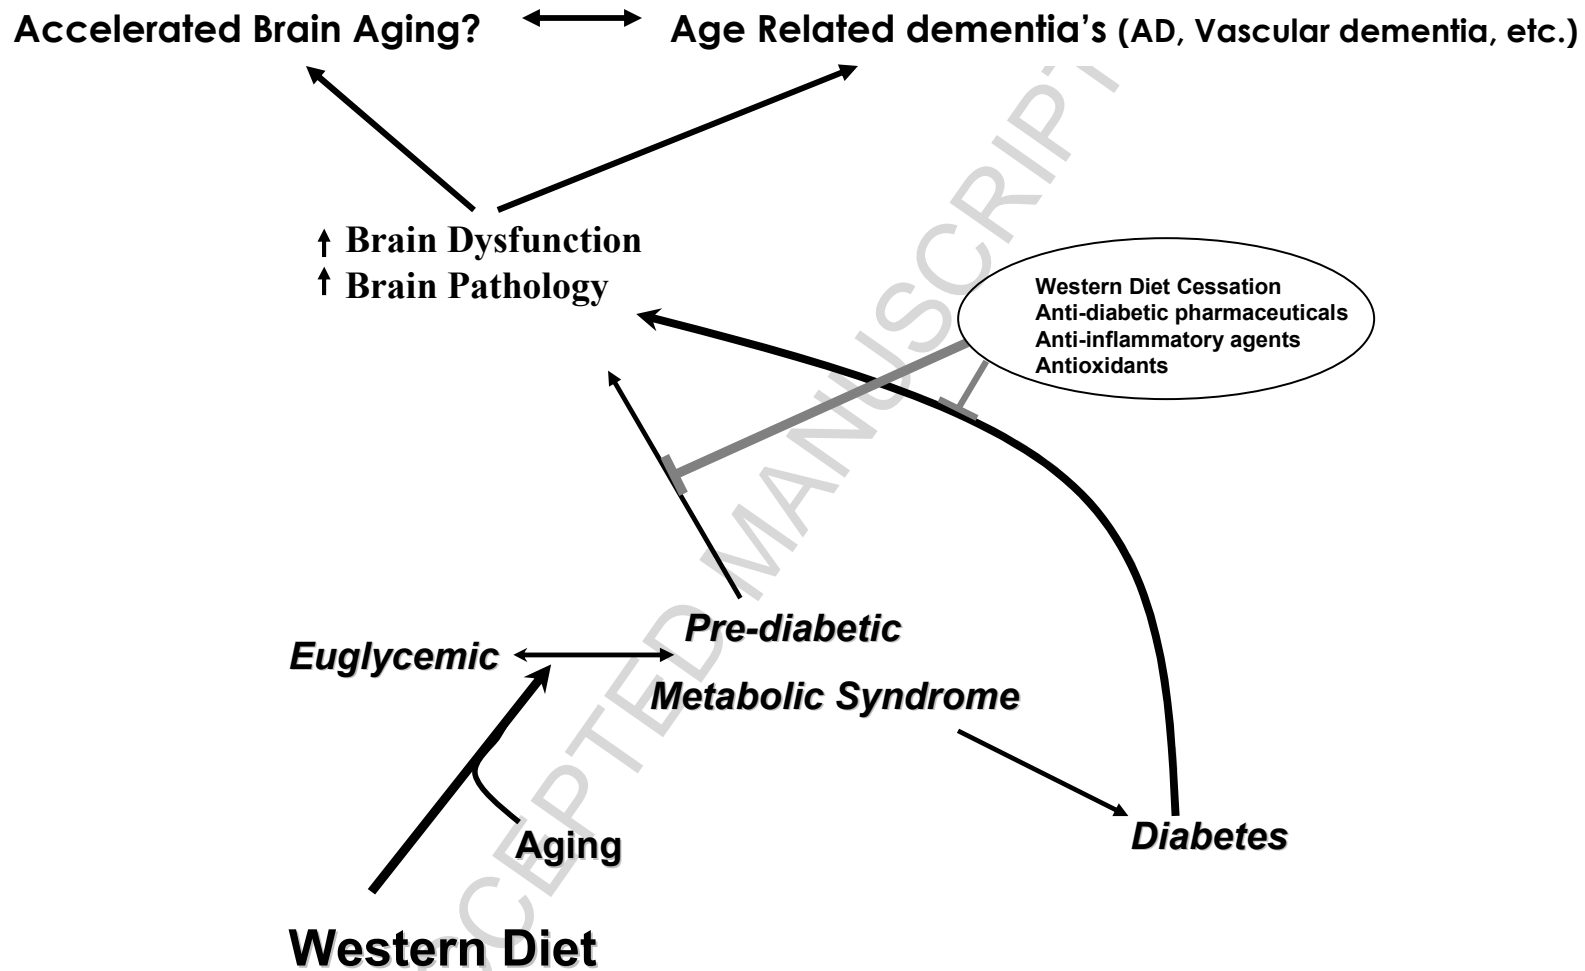 Accelerated Brain Aging?
Age Related dementia's (AD, Vascular dementia, etc.)
Brain Dysfunction
Brain Pathology
Western Diet Cessation
Anti-diabetic pharmaceuticals
Anti-inflammatory agents
Antioxidants
Pre-diabetic
Euglycemic
Metabolic Syndrome
Aging
Diabetes
Western Diet
CCEPTED MANUSCRIPT